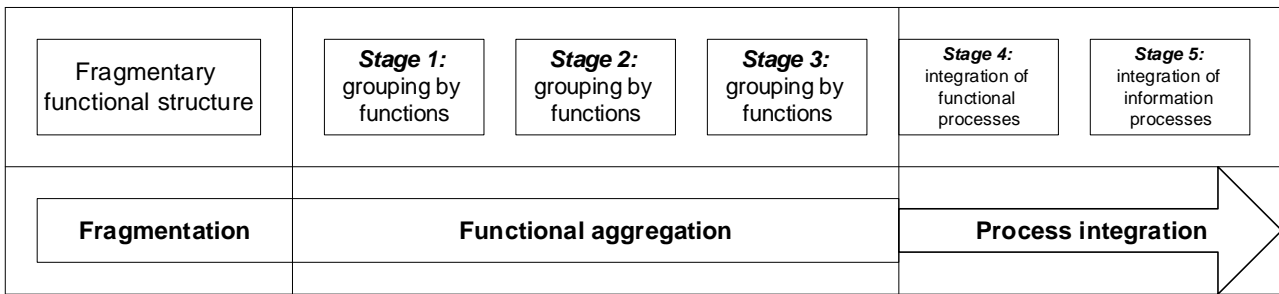 Fragmentary
functional structure
Stage 1:
grouping by
functions
Stage 2:
grouping by
functions
Stage 3:
grouping by
functions
Stage 4:
integration of
functional
processes
Stage 5:
integration of
information
processes
Fragmentation
Functional aggregation
Process integration